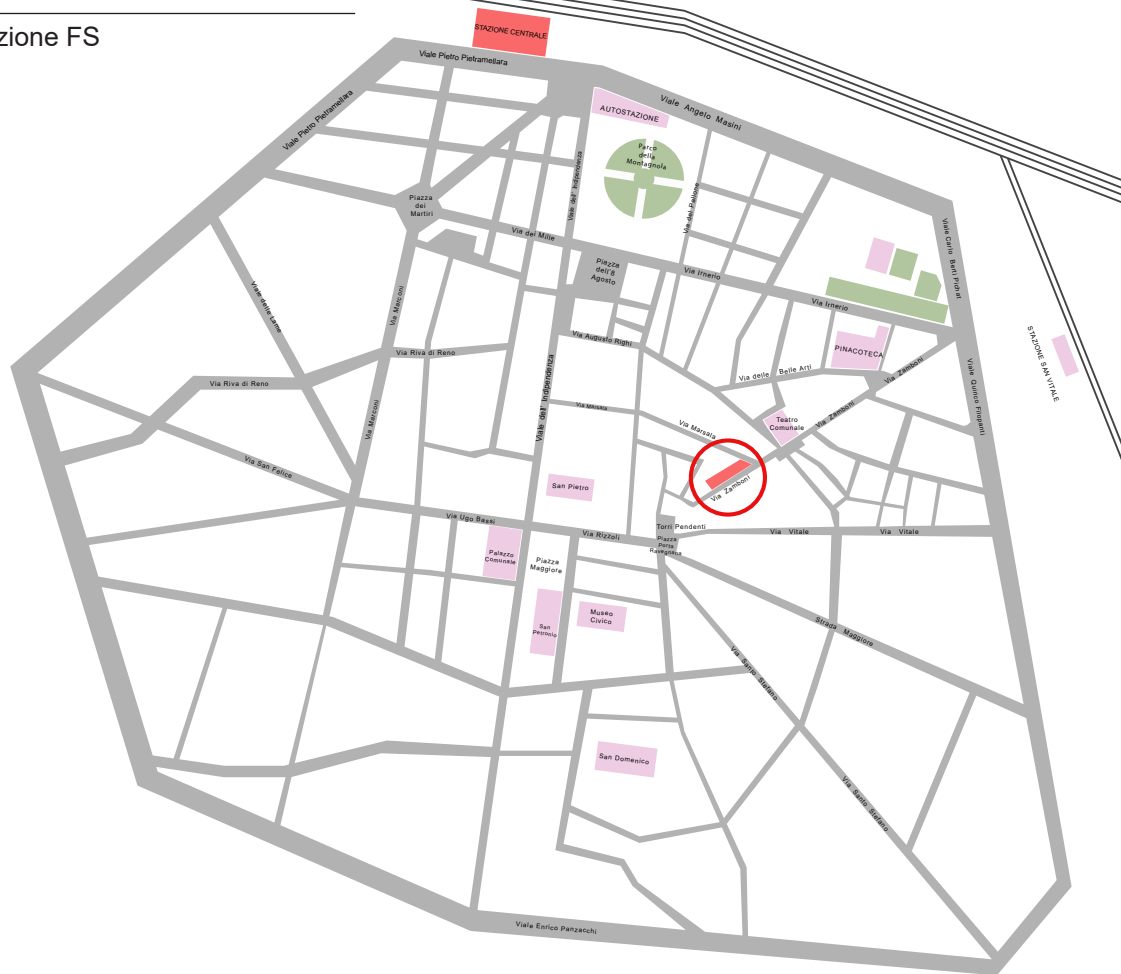 zione FS
STAZIONE CENTRALE
Viale Pietro Pietramellara
Viale Pietro Pietramellara
AUTOSTAZIONE
Viale Angelo Masini
Parco
della
Montagnola
Viale dell' Indipendenza
Via del Pallone
Piazza
dei
Martiri
Via dei Mille
Piazza
dell'8
Agosto
Via Irnerio
Via Irnerio
Viale Carlo Berti Pichat
Viale delle Lame
Via Marconi
Via Augusto Righi
PINACOTECA
STAZIONE SAN VITALE
Via Riva di Reno
Via Riva di Reno
Viale dell' Indipendenza
Via delle Belle Arti
Via Zamboni
Viale Quirico Filopanti
Via Marconi
Via Marsala
Via Marsala
Teatro
Comunale
Via Zamboni
Via San Felice
San Pietro
Via Zamboni
Via Ugo Bassi
Via Rizzoli
Torri Pendenti
Piazza
Porta
Ravegnana
Via Vitale
Via Vitale
Palazzo
Comunale
Piazza
Maggiore
San
Petronio
Museo
Civico
Strada Maggiore
Via Santo Stefano
San Domenico
Via Santo Stefano
Viale Enrico Panzacchi